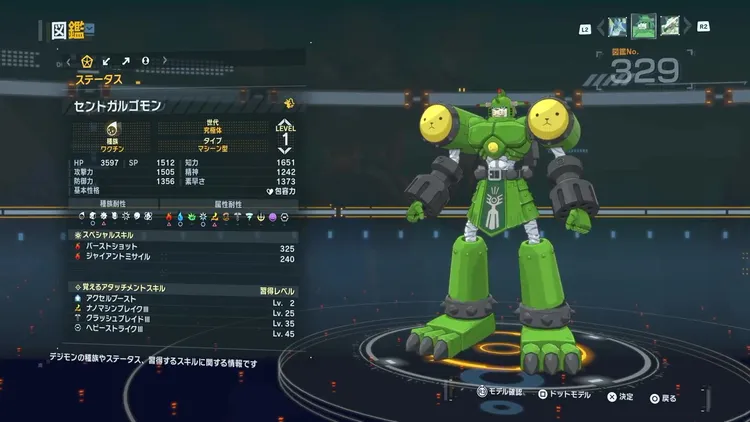 図鑑
L2
R2
図鑑No.
329
ステータス
セントガルゴモン
種族
ワクチン
世代
究極体
タイプ
マシーン型
LEVEL
1
HP 3597 SP 1512 知力 1651
攻撃力 1505 精神 1242
防御力 1356 素早さ 1373
基本性格 包容力
種族耐性 属性耐性
スペシャルスキル
バーストショット 325
ジャイアントミサイル 240
覚えるアタッチメントスキル 習得レベル
アクセルブースト Lv. 2
ナノマシンブレイクIII Lv. 25
クラッシュブレイドIII Lv. 35
ヘビーストライクIII Lv. 45
デジモンの種族やステータス、習得するスキルに関する情報です
モデル確認 ドットモデル 決定 戻る